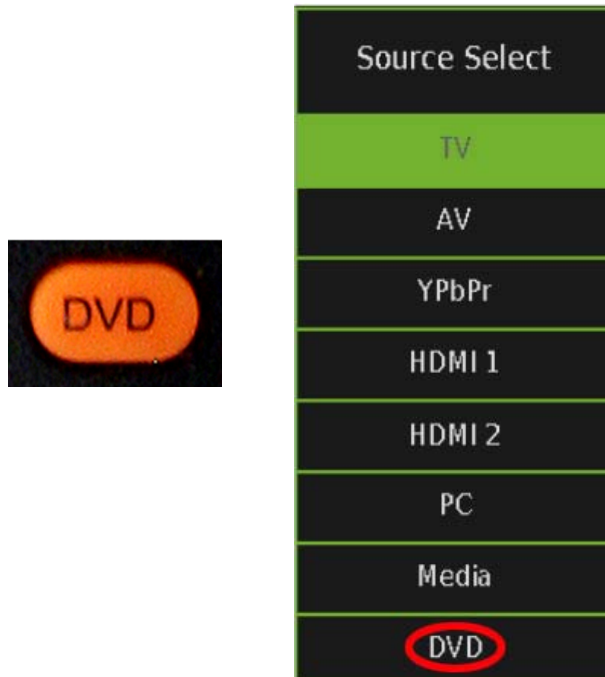 DVD
Source Select
TV
AV
YPbPr
HDMI 1
HDMI 2
PC
Media
DVD